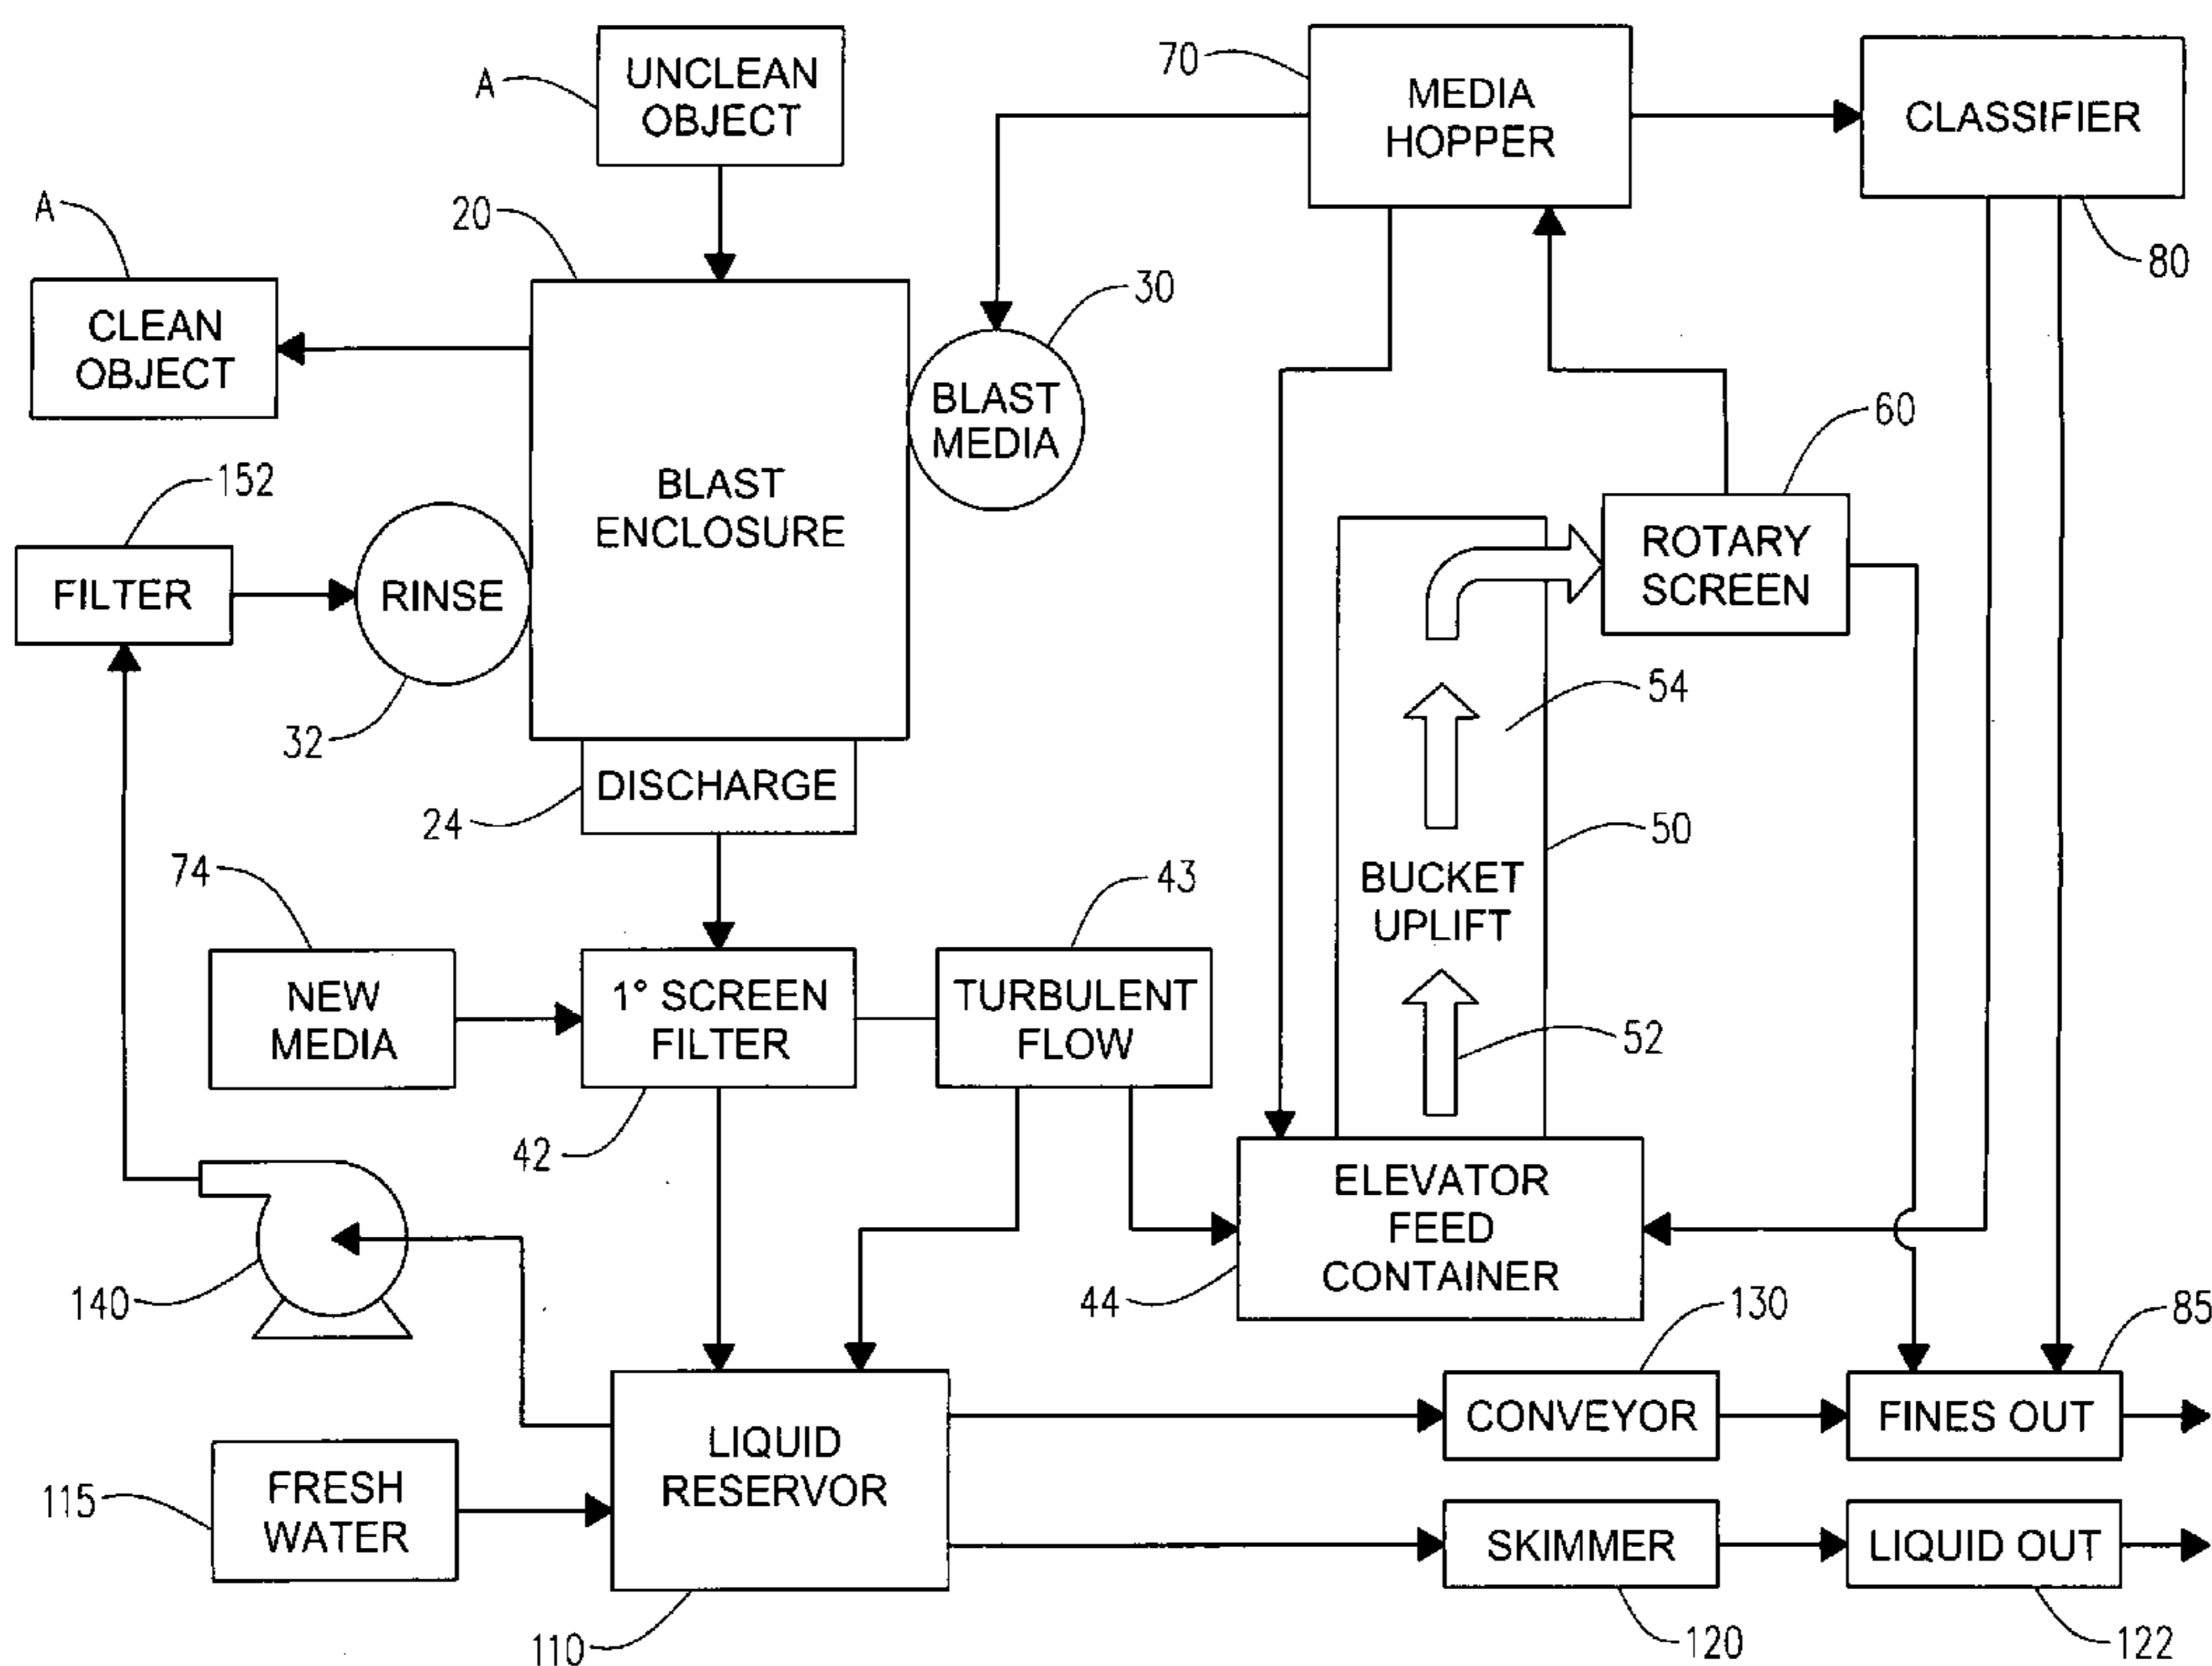 A
UNCLEAN
OBJECT
70
MEDIA
HOPPER
CLASSIFIER
80
A
CLEAN
OBJECT
20
30
BLAST
MEDIA
BLAST
ENCLOSURE
152
FILTER
RINSE
32
60
ROTARY
SCREEN
54
DISCHARGE
24
50
BUCKET
UPLIFT
52
74
NEW
MEDIA
1° SCREEN
FILTER
42
43
TURBULENT
FLOW
ELEVATOR
FEED
CONTAINER
44
140
130
85
CONVEYOR
FINES OUT
LIQUID
RESERVOR
110
115
FRESH
WATER
SKIMMER
LIQUID OUT
120
122